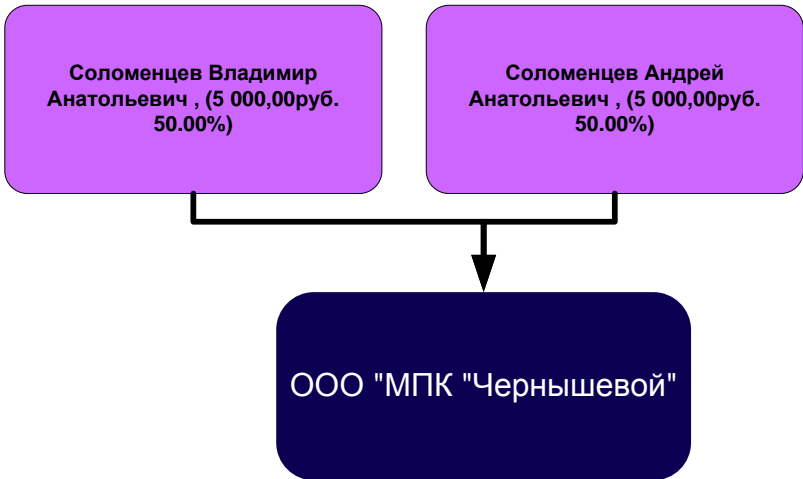 Соломенцев Владимир
Анатольевич , (5 000,00руб.
50.00%)
Соломенцев Андрей
Анатольевич , (5 000,00руб.
50.00%)
ООО "МПК "Чернышевой"